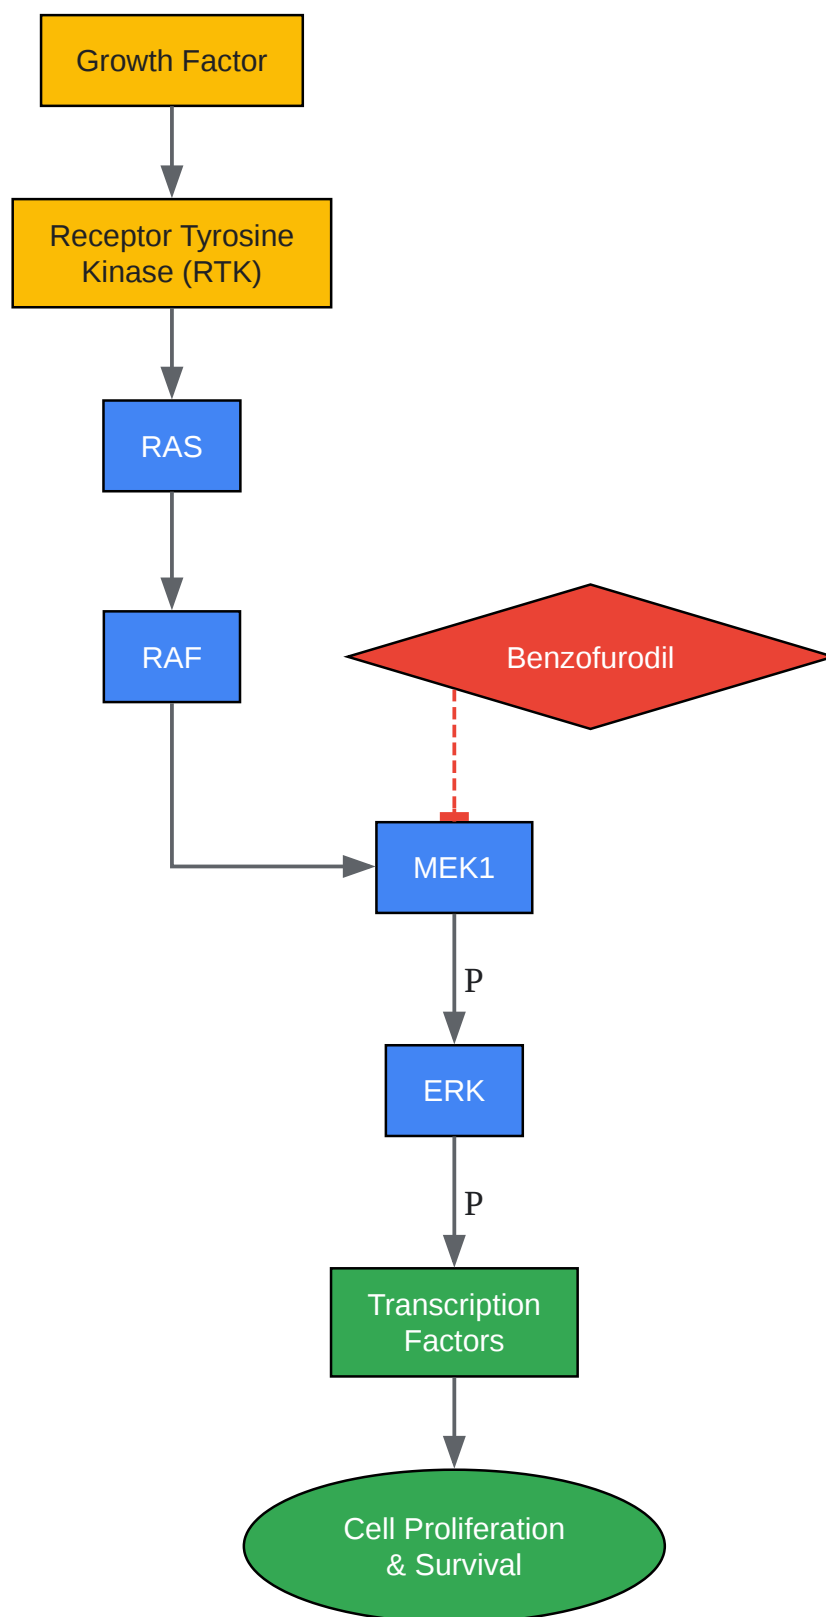 Growth Factor
Receptor Tyrosine
Kinase (RTK)
RAS
RAF
Benzofurodil
MEK1
P
ERK
P
Transcription
Factors
Cell Proliferation
& Survival